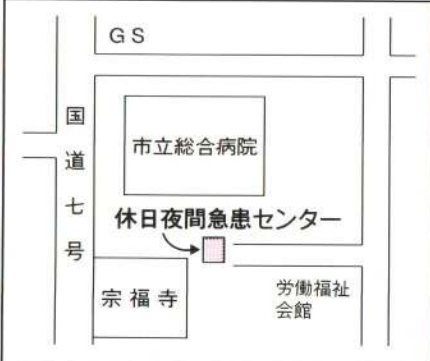 GS
国道七号
市立総合病院
休日夜間急患センター
宗福寺
労働福祉
会館